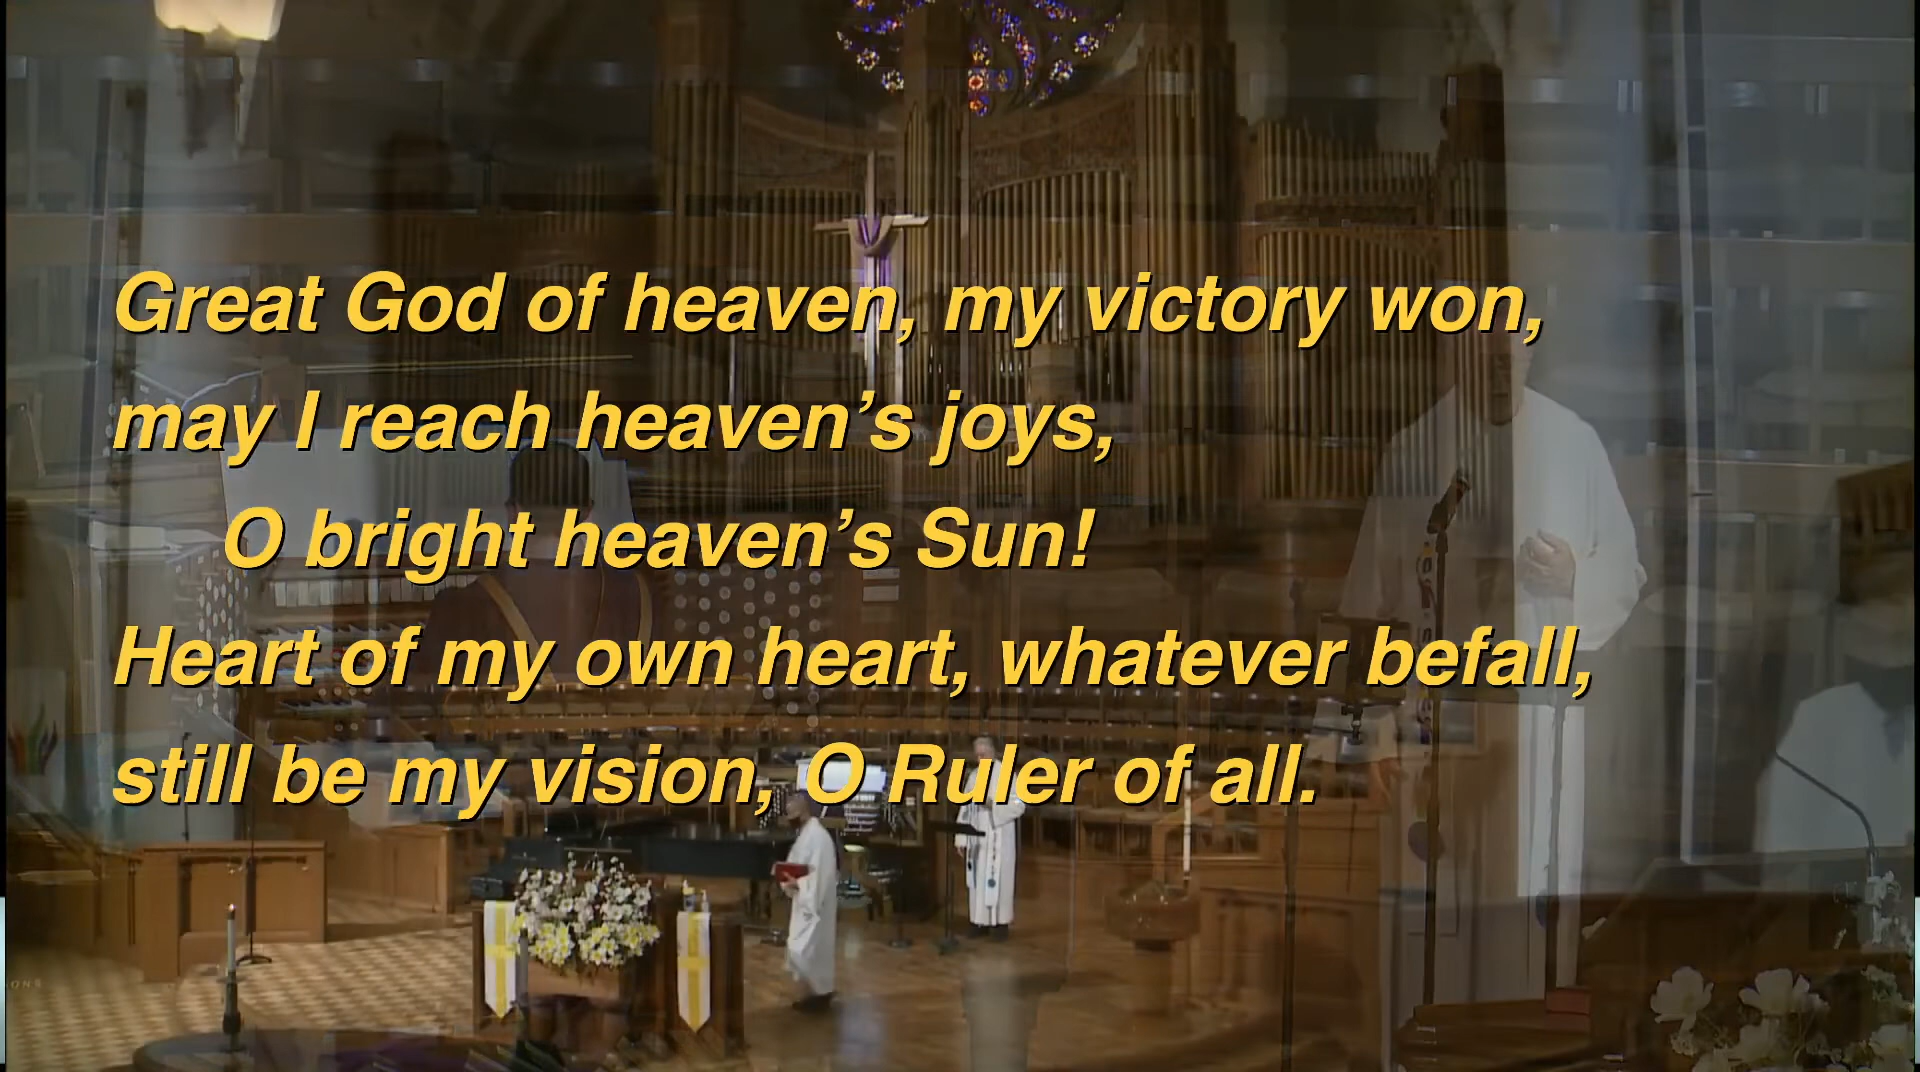 Great God of heaven, my victory won,
may I reach heaven’s joys,
O bright heaven’s Sun!
Heart of my own heart, whatever befall,
still be my vision, O Ruler of all.